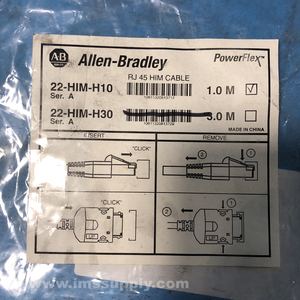 AB
Allen-Bradley
PowerFlex
RJ 45 HIM CABLE
22-HIM-H10
Ser. A
1.0 M
22-HIM-H30
Ser. A
3.0 M
MADE IN CHINA
INSERT
REMOVE
"CLICK"
"CLICK"
"CLICK"
© www.imssupply.com